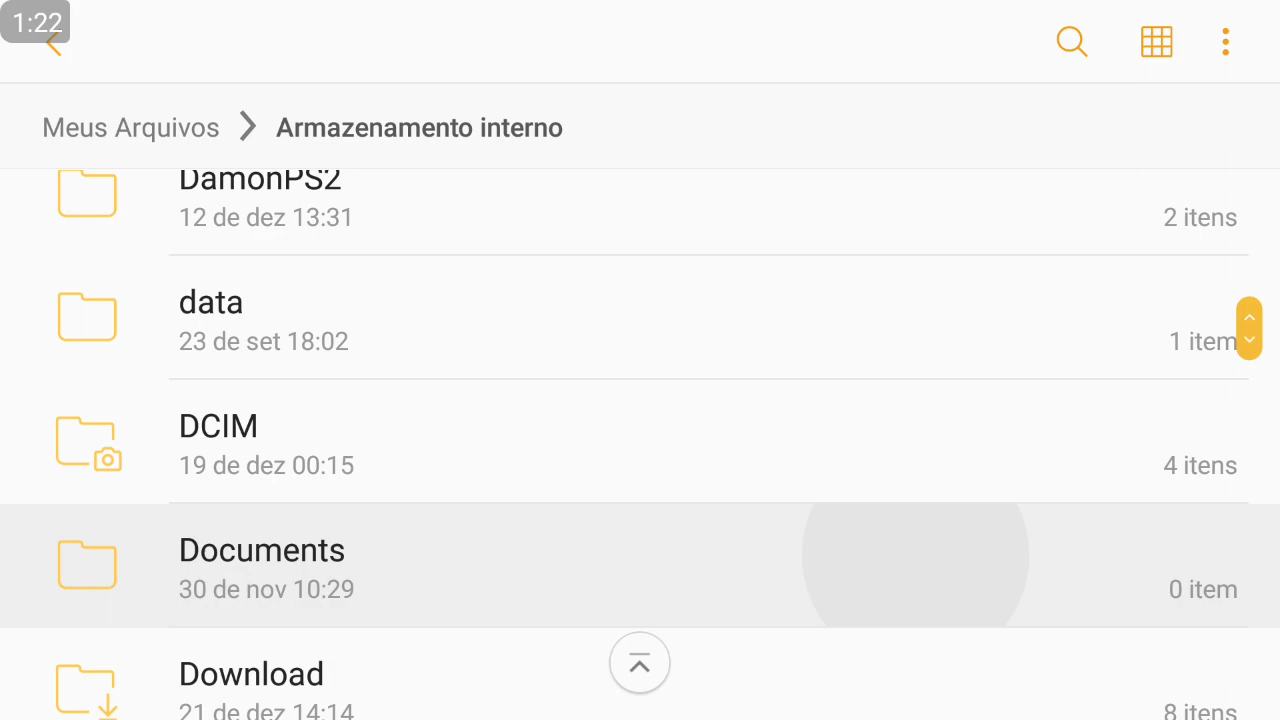 1:22
Meus Arquivos > Armazenamento interno
DamonPS2
12 de dez 13:31
2 itens
data
23 de set 18:02
1 item
DCIM
19 de dez 00:15
4 itens
Documents
30 de nov 10:29
0 item
Download
21 de dez 14:14
8 itens